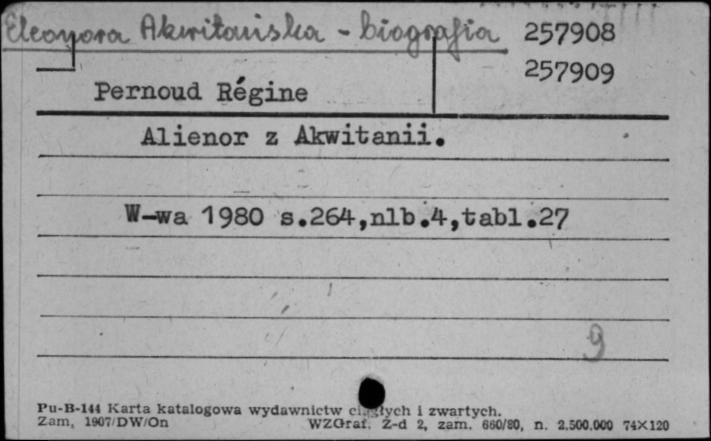 Eleonora Akwitańska - biografia
257908
257909
Pernoud Régine
Alienor z Akwitanii.
W-wa 1980 s.264,nlb.4,tabl.27
9
Pu-B-144 Karta katalogowa wydawnictw ciągłych i zwartych.
Zam. 1907/DW/On WZGraf. Z-d 2, zam. 660/80, n. 2.500.000 74×120